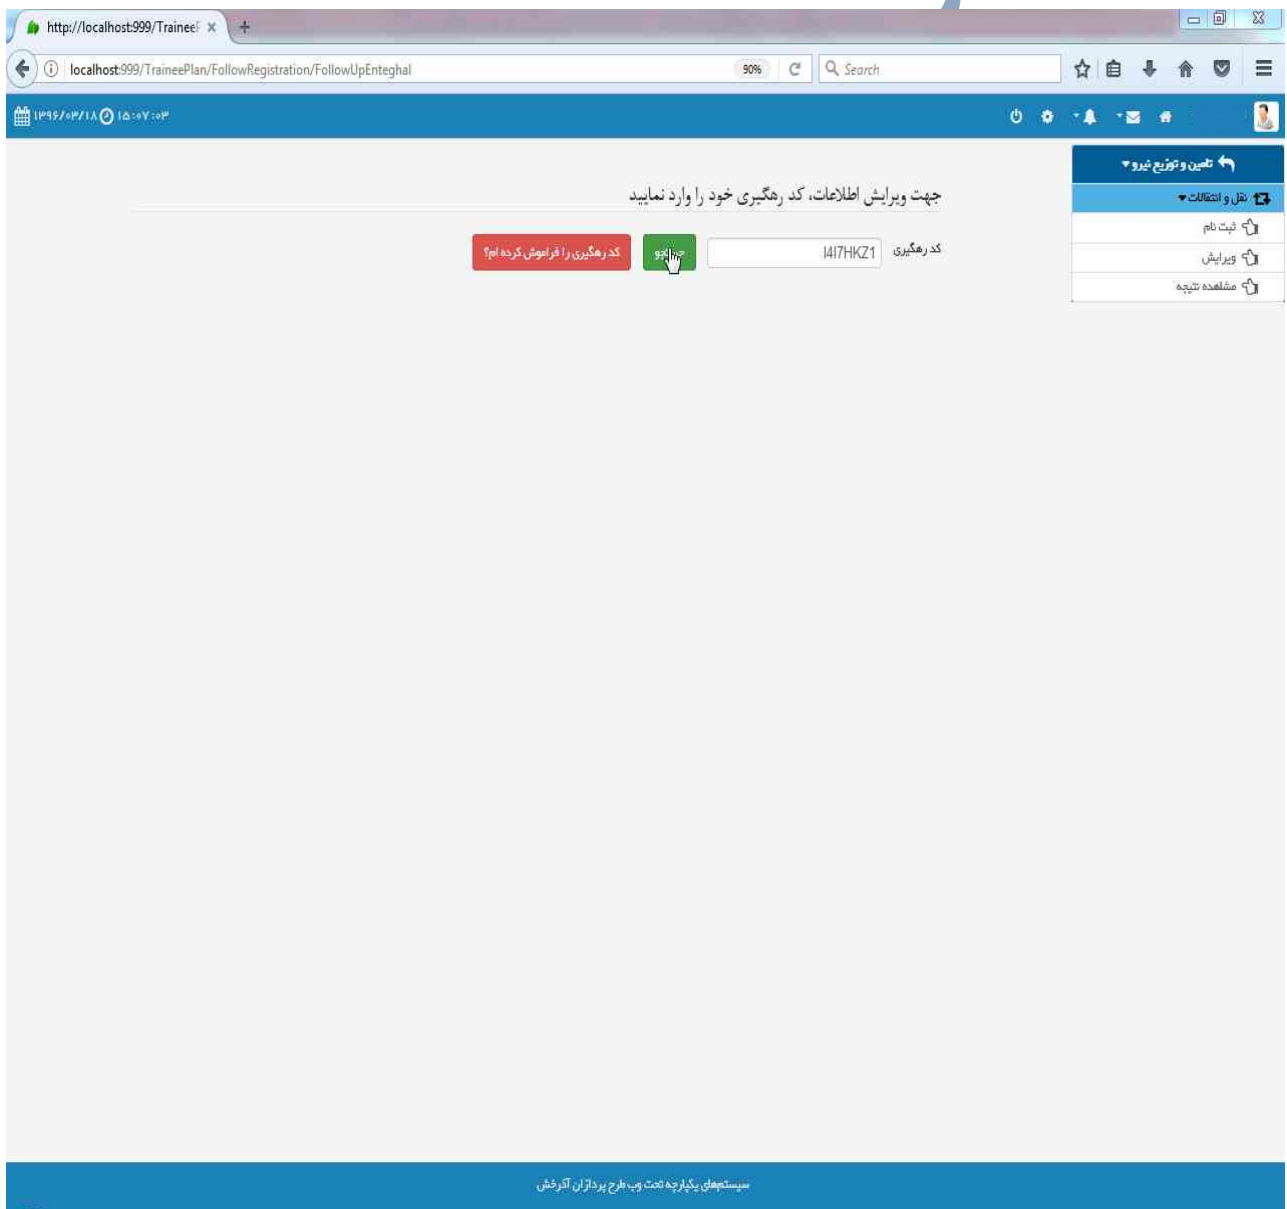 http://localhost:999/TraineeF
localhost:999/TraineePlan/FollowRegistration/FollowUpEnteghal
90%
Search
۱۳۹۶/۰۳/۱۸ ۱۵:۰۷:۰۳
تامین و توزیع نیرو
نقل و انتقالات
ثبت نام
ویرایش
مشاهده نتیجه
جهت ویرایش اطلاعات، کد رهگیری خود را وارد نمایید
کد رهگیری
I4I7HKZ1
کد رهگیری را فراموش کرده ام؟
سیستمهای یکپارچه تحت وب طرح پردازان آذرخش